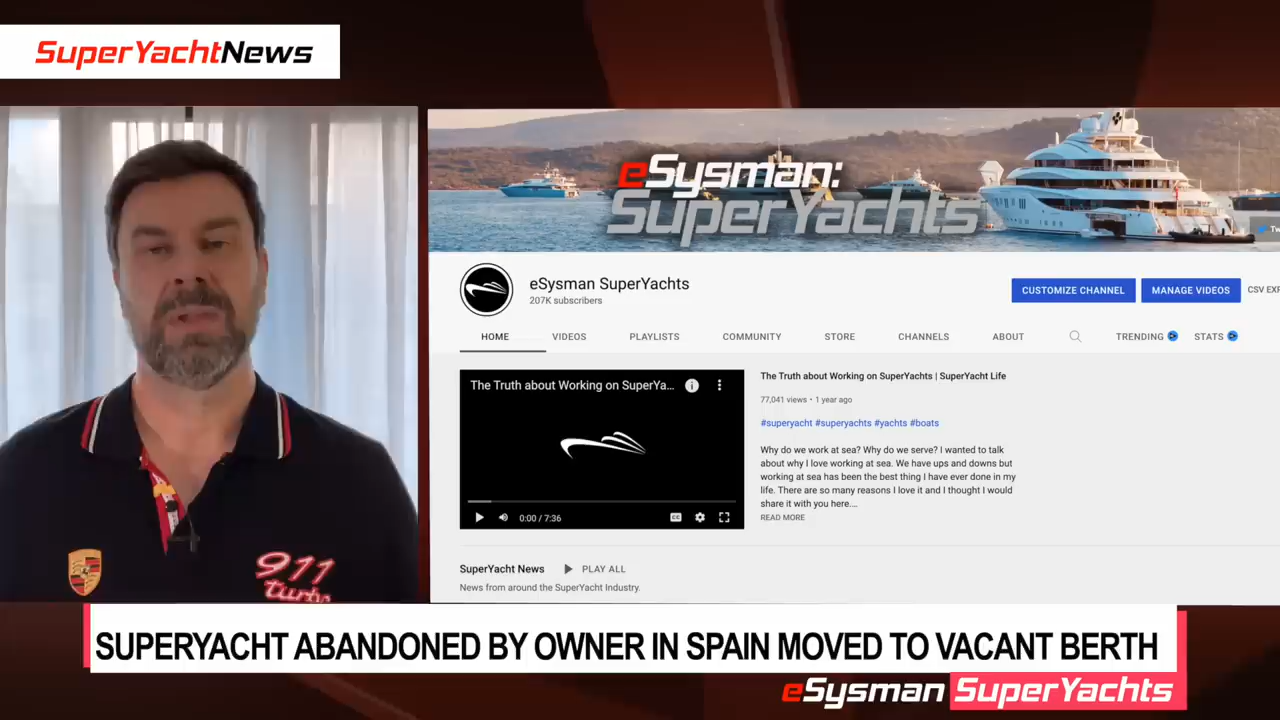 SuperYachtNews
eSysman:
SuperYachts
eSysman SuperYachts
207K subscribers
CUSTOMIZE CHANNEL
MANAGE VIDEOS
HOME
VIDEOS
PLAYLISTS
COMMUNITY
STORE
CHANNELS
ABOUT
TRENDING
STATS
The Truth about Working on SuperYa...
0:00 / 7:36
The Truth about Working on SuperYachts | SuperYacht Life
77,041 views • 1 year ago
#superyacht #superyachts #yachts #boats
Why do we work at sea? Why do we serve? I wanted to talk
about why I love working at sea. We have ups and downs but
working at sea has been the best thing I have ever done in my
life. There are so many reasons I love it and I thought I would
share it with you here....
READ MORE
SuperYacht News
PLAY ALL
News from around the SuperYacht Industry.
911
turbo
SUPERYACHT ABANDONED BY OWNER IN SPAIN MOVED TO VACANT BERTH
eSysman SuperYachts